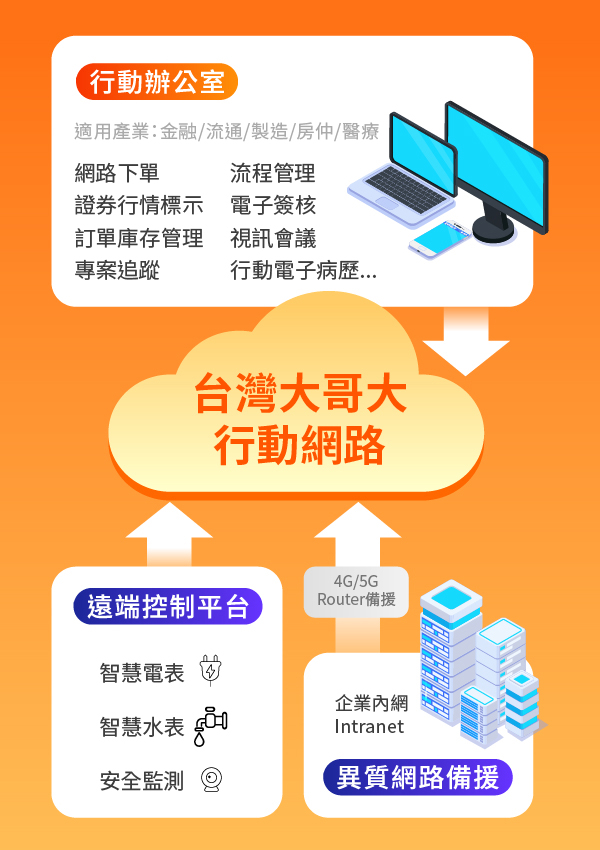 行動辦公室
適用產業：金融/流通/製造/房仲/醫療
網路下單
流程管理
證券行情標示
電子簽核
訂單庫存管理
視訊會議
專案追蹤
行動電子病歷...
台灣大哥大
行動網路
4G/5G
Router備援
遠端控制平台
智慧電表
智慧水表
安全監測
企業內網
Intranet
異質網路備援